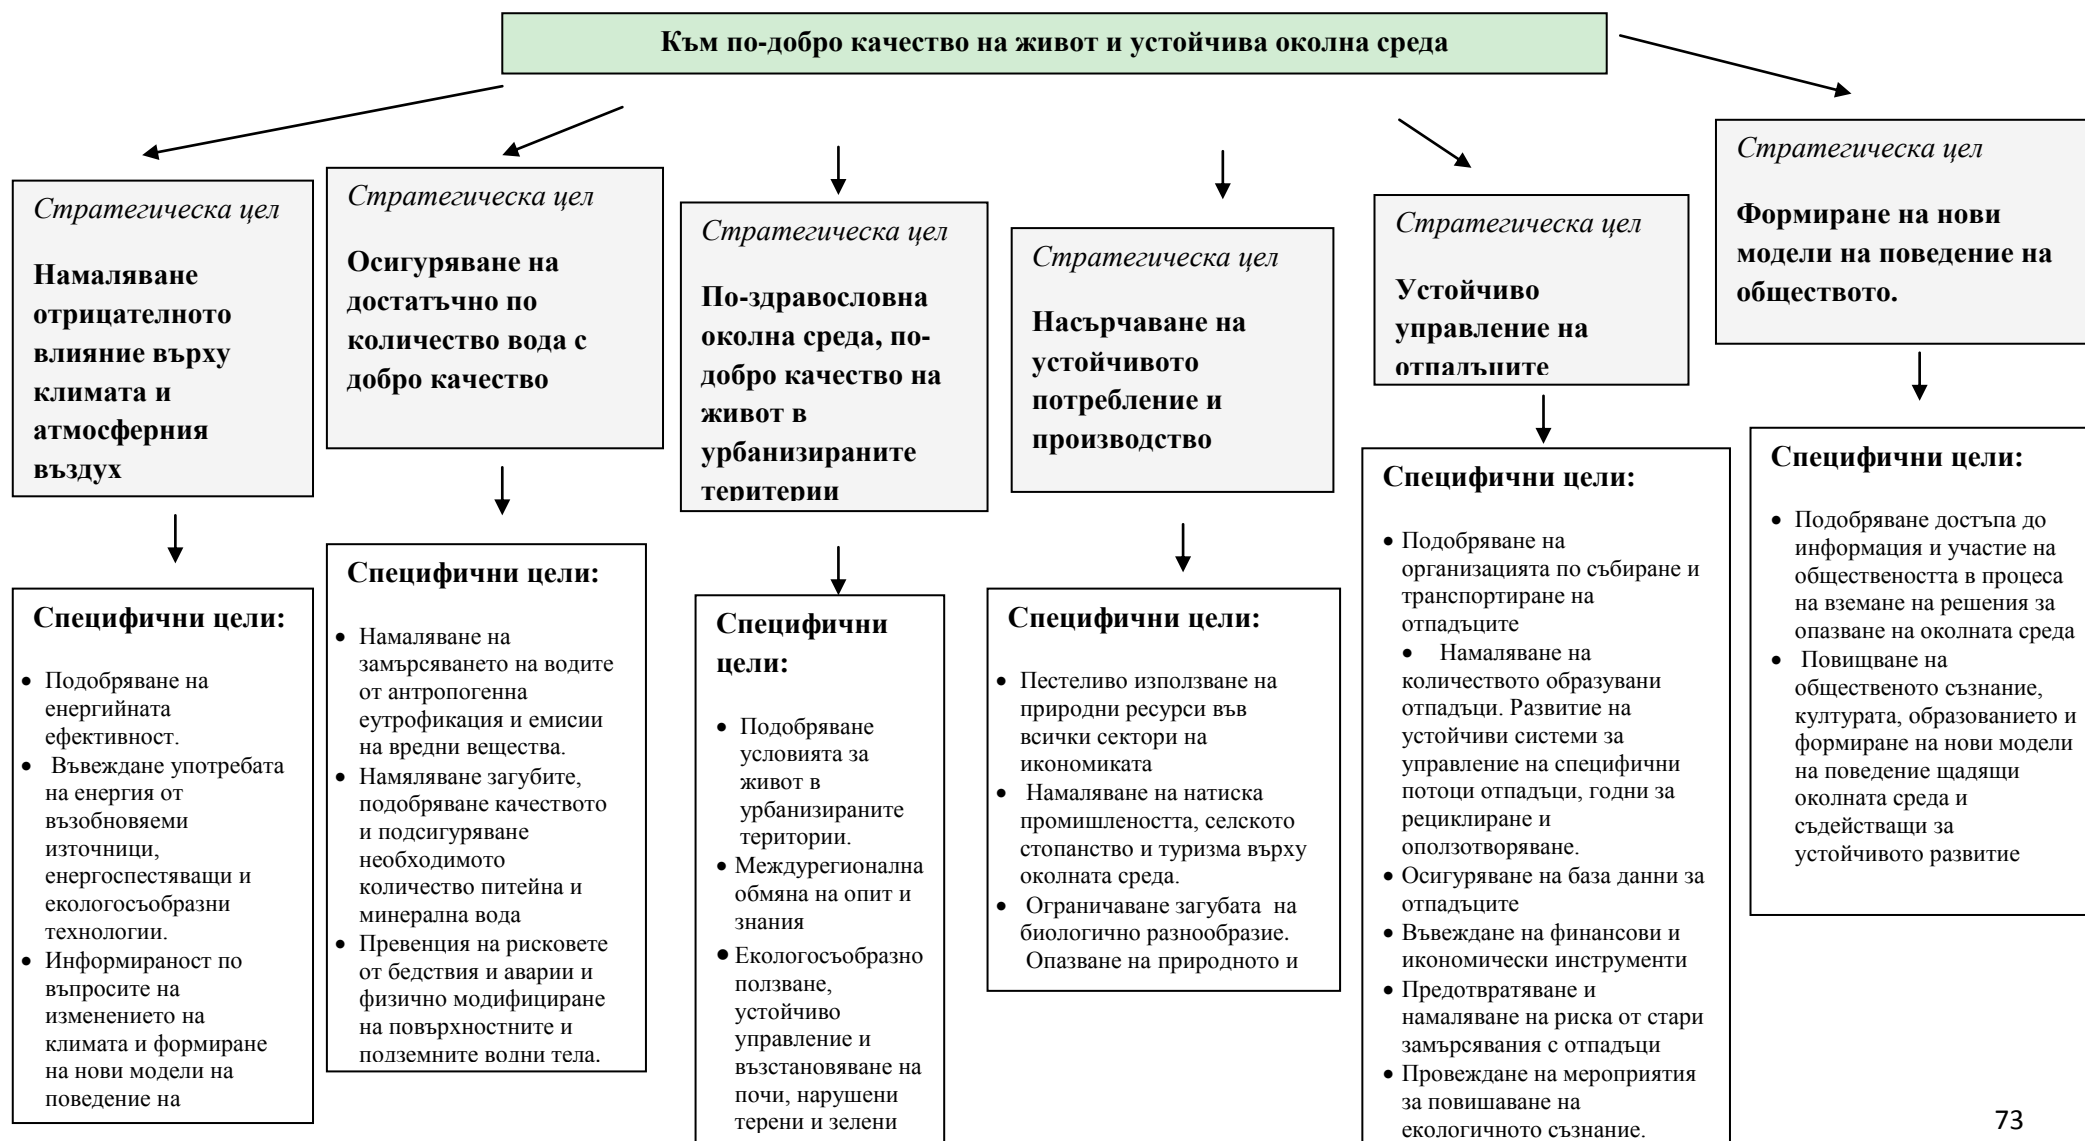 Към по-добро качество на живот и устойчива околна среда
Стратегическа цел
Намаляване
отрицателното
влияние върху
климата и
атмосферния
въздух
Специфични цели:
• Подобряване на
енергийната
ефективност.
• Въвеждане употребата
на енергия от
възобновяеми
източници,
енергоспестяващи и
екологосъобразни
технологии.
• Информираност по
въпросите на
изменението на
климата и формиране
на нови модели на
поведение на
Стратегическа цел
Осигуряване на
достатъчно по
количество вода с
добро качество
Специфични цели:
• Намаляване на
замърсяването на водите
от антропогенна
еутрофикация и емисии
на вредни вещества.
• Намяляване загубите,
подобряване качеството
и подсигуряване
необходимото
количество питейна и
минерална вода
• Превенция на рисковете
от бедствия и аварии и
физично модифициране
на повърхностните и
подземните водни тела.
Стратегическа цел
По-здравословна
околна среда, по-
добро качество на
живот в
урбанизираните
територии
Специфични
цели:
• Подобряване
условията за
живот в
урбанизираните
територии.
• Междурегионална
обмяна на опит и
знания
• Екологосъобразно
ползване,
устойчиво
управление и
възстановяване на
почи, нарушени
терени и зелени
Стратегическа цел
Насърчаване на
устойчивото
потребление и
производство
Специфични цели:
• Пестеливо използване на
природни ресурси във
всички сектори на
икономиката
• Намаляване на натиска
промишлеността, селското
стопанство и туризма върху
околната среда.
• Ограничаване загубата на
биологично разнообразие.
Опазване на природното и
Стратегическа цел
Устойчиво
управление на
отпадъците
Специфични цели:
• Подобряване на
организацията по събиране и
транспортиране на
отпадъците
• Намаляване на
количеството образувани
отпадъци. Развитие на
устойчиви системи за
управление на специфични
потоци отпадъци, годни за
рециклиране и
оползотворяване.
• Осигуряване на база данни за
отпадъците
• Въвеждане на финансови и
икономически инструменти
• Предотвратяване и
намаляване на риска от стари
замърсявания с отпадъци
• Провеждане на мероприятия
за повишаване на
екологичното съзнание.
Стратегическа цел
Формиране на нови
модели на поведение на
обществото.
Специфични цели:
• Подобряване достъпа до
информация и участие на
обществеността в процеса
на вземане на решения за
опазване на околната среда
• Повищване на
общественото съзнание,
културата, образованието и
формиране на нови модели
на поведение щадящи
околната среда и
съдействащи за
устойчивото развитие
73